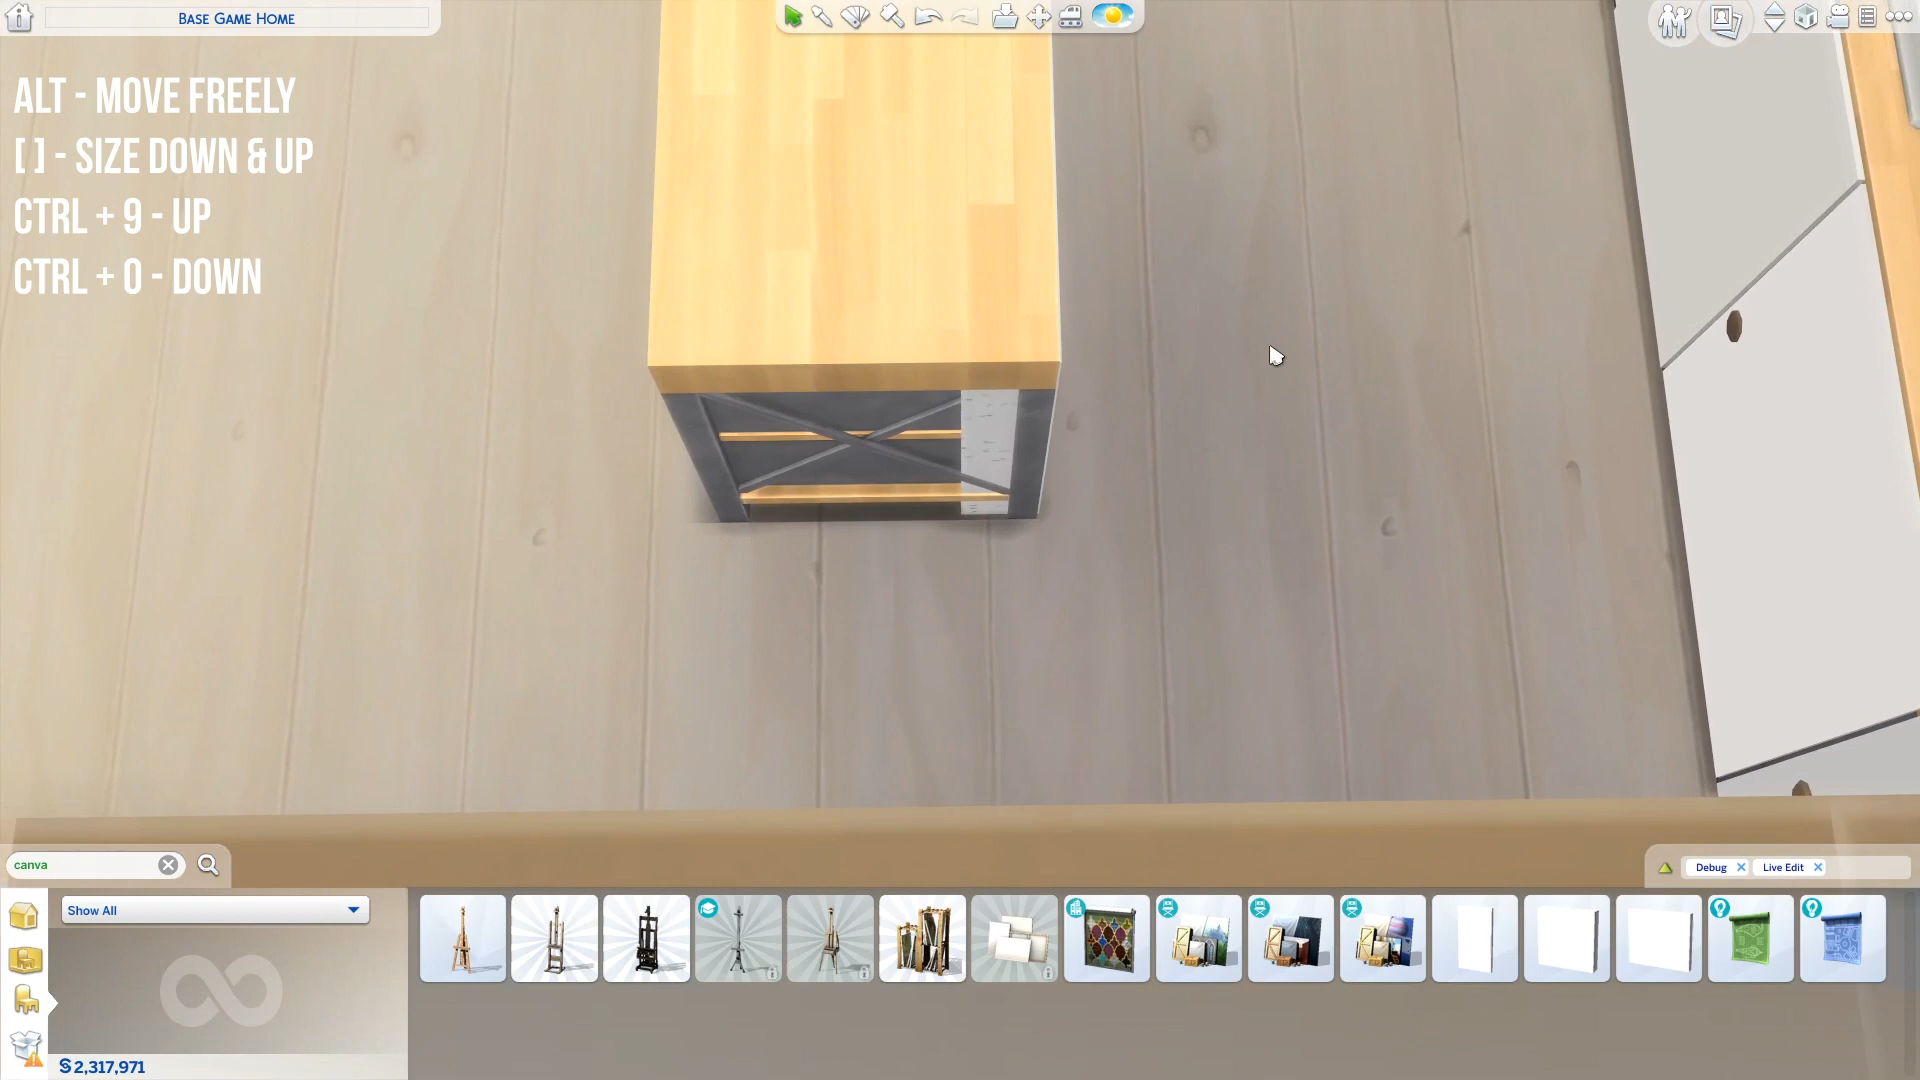 BASE GAME HOME
ALT - MOVE FREELY
[ ] - SIZE DOWN & UP
CTRL + 9 - UP
CTRL + 0 - DOWN
canva
Debug
Live Edit
Show All
§2,317,971